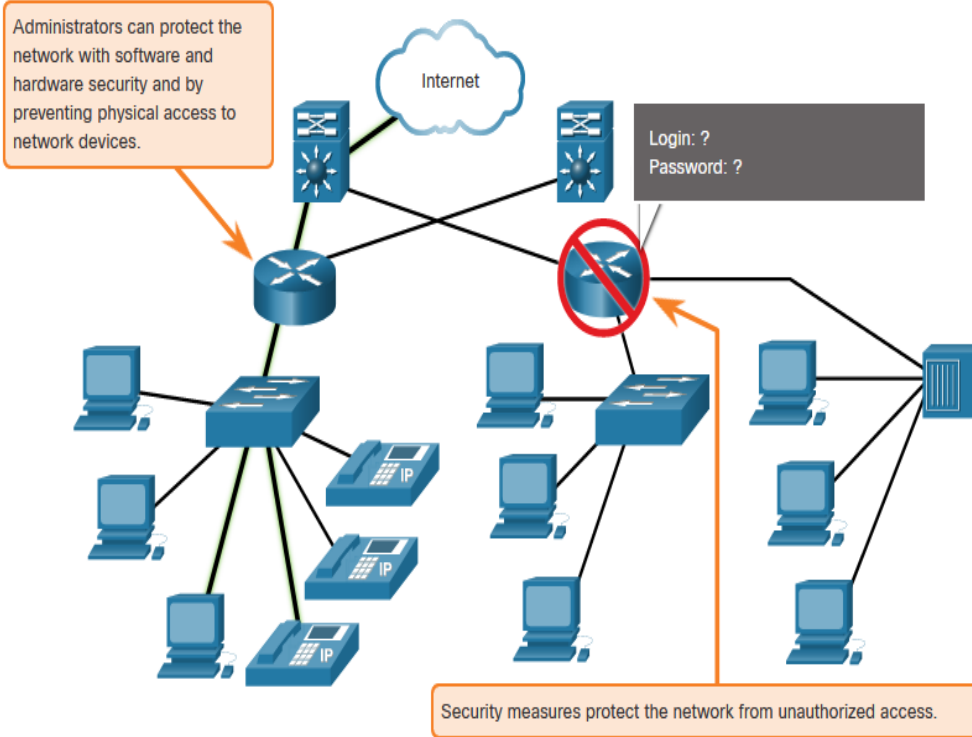 Administrators can protect the
network with software and
hardware security and by
preventing physical access to
network devices.
Internet
Login: ?
Password: ?
IP
IP
IP
Security measures protect the network from unauthorized access.